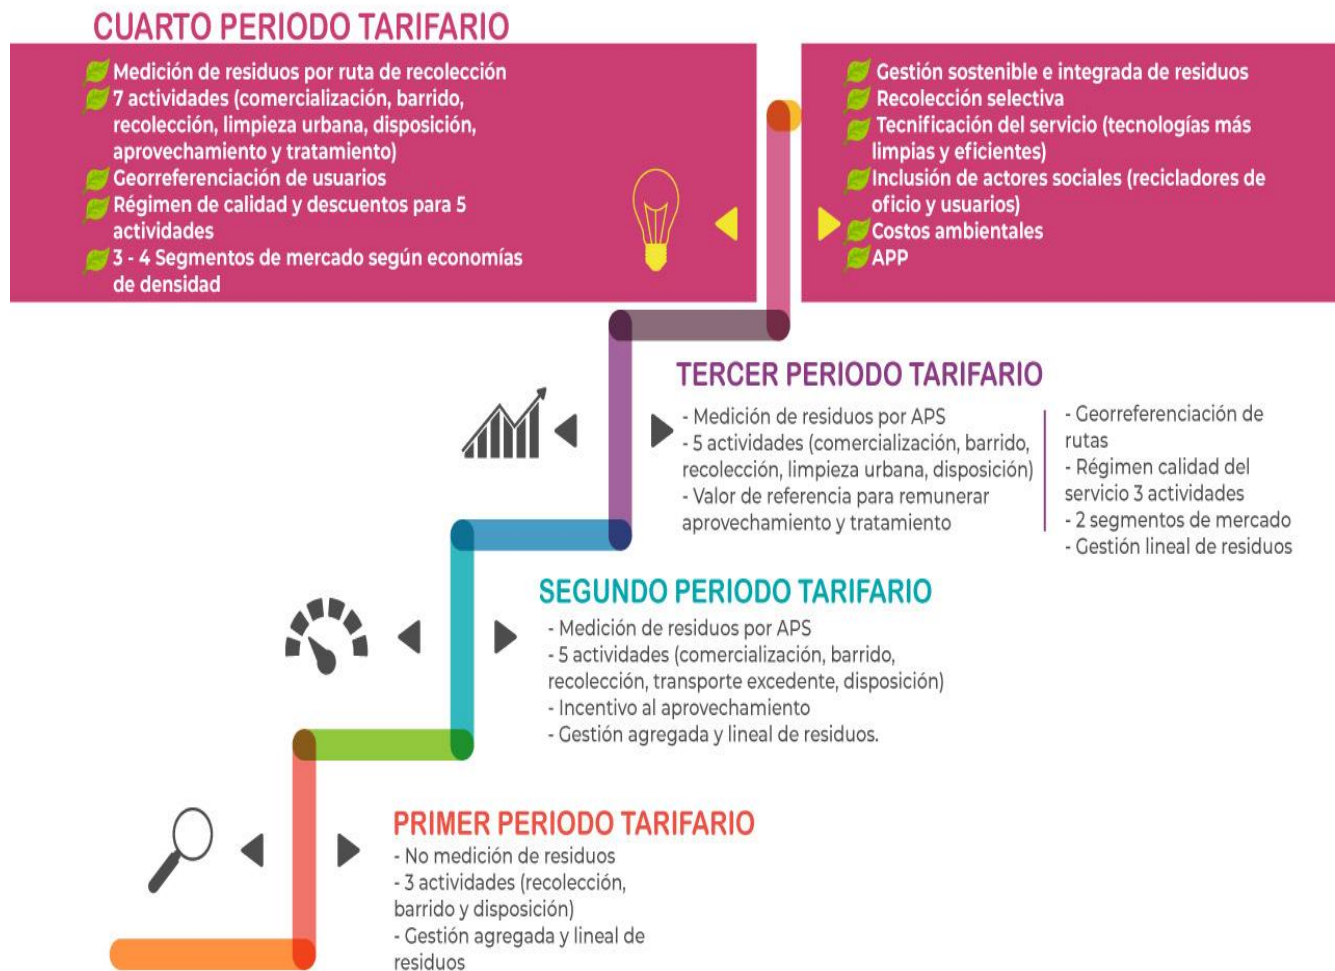 CUARTO PERIODO TARIFARIO
Medición de residuos por ruta de recolección
7 actividades (comercialización, barrido,
recolección, limpieza urbana, disposición,
aprovechamiento y tratamiento)
Georreferenciación de usuarios
Régimen de calidad y descuentos para 5
actividades
3 - 4 Segmentos de mercado según economías
de densidad
Gestión sostenible e integrada de residuos
Recolección selectiva
Tecnificación del servicio (tecnologías más
limpias y eficientes)
Inclusión de actores sociales (recicladores de
oficio y usuarios)
Costos ambientales
APP
TERCER PERIODO TARIFARIO
- Medición de residuos por APS
- 5 actividades (comercialización, barrido,
recolección, limpieza urbana, disposición)
- Valor de referencia para remunerar
aprovechamiento y tratamiento
- Georreferenciación de
rutas
- Régimen calidad del
servicio 3 actividades
- 2 segmentos de mercado
- Gestión lineal de residuos
SEGUNDO PERIODO TARIFARIO
- Medición de residuos por APS
- 5 actividades (comercialización, barrido,
recolección, transporte excedente, disposición)
- Incentivo al aprovechamiento
- Gestión agregada y lineal de residuos.
PRIMER PERIODO TARIFARIO
- No medición de residuos
- 3 actividades (recolección,
barrido y disposición)
- Gestión agregada y lineal de
residuos